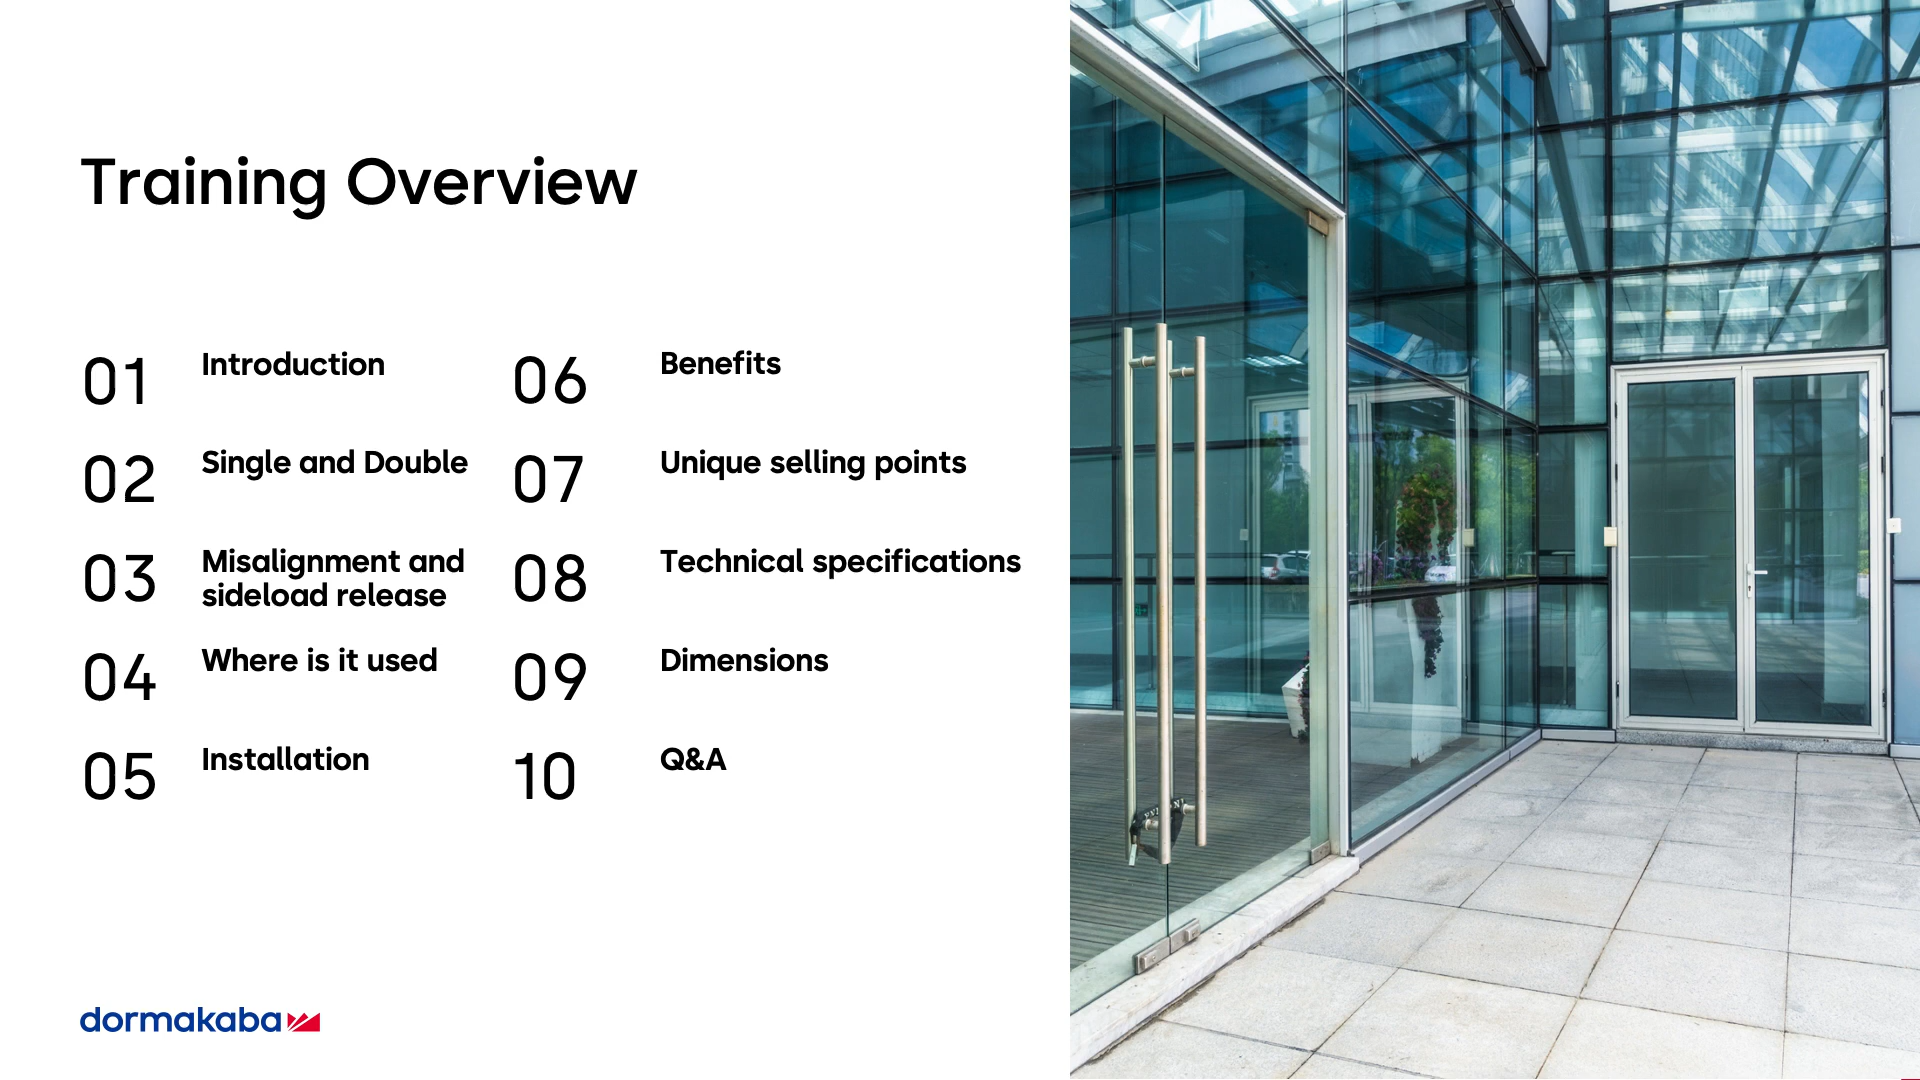 Training Overview
01 Introduction
02 Single and Double
03 Misalignment and
sideload release
04 Where is it used
05 Installation
06 Benefits
07 Unique selling points
08 Technical specifications
09 Dimensions
10 Q&A
dormakaba